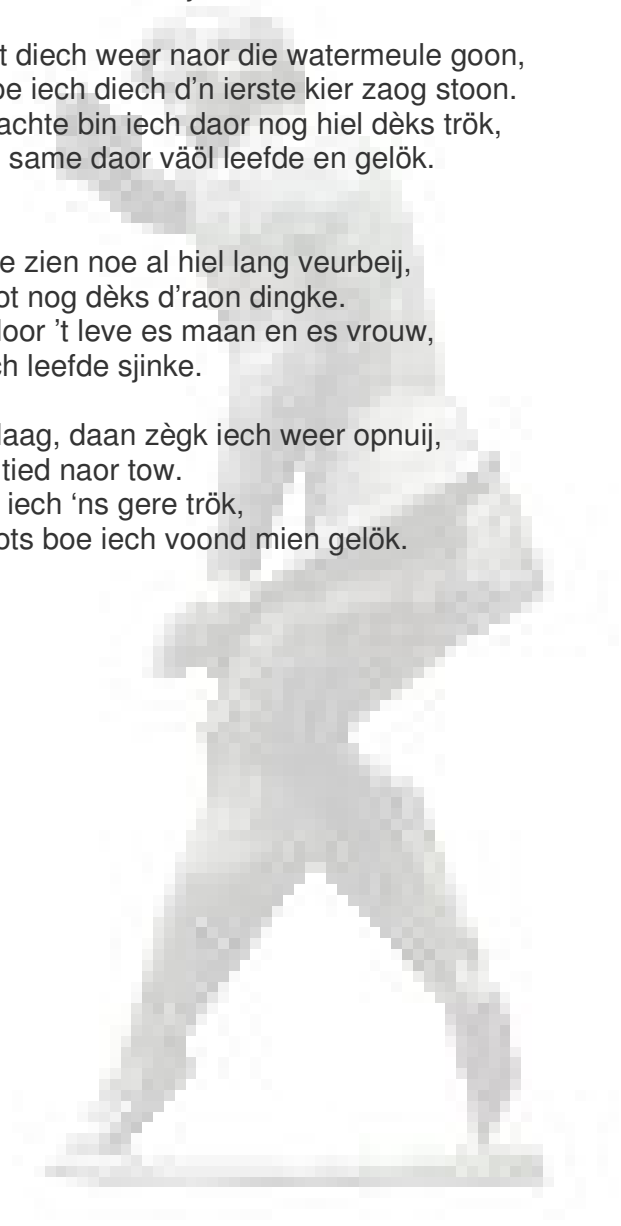 t diech weer naor die watermeule goon,
oe iech diech d’n ierste kier zaog stoon.
achte bin iech daor nog hiel dèks trök,
same daor väöl leefde en gelök.
e zien noe al hiel lang veurbeij,
ot nog dèks d’raon dingke.
door ’t leve es maan en es vrouw,
ch leefde sjinke.
laag, daan zègk iech weer opnuij,
tied naor tow.
iech ‘ns gere trök,
ots boe iech voond mien gelök.